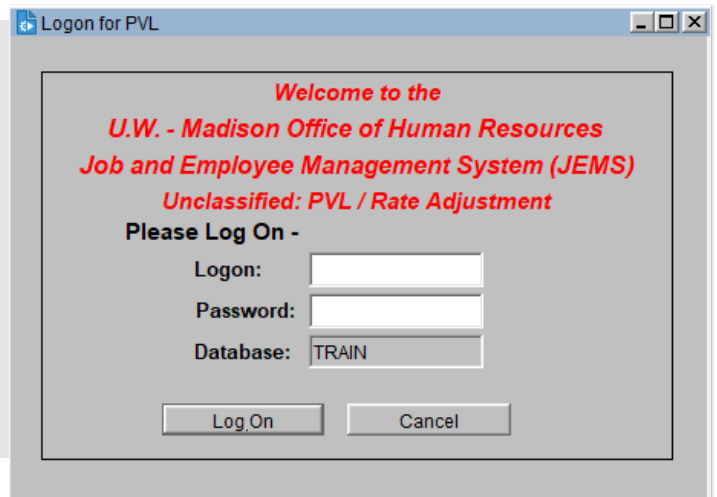 Logon for PVL
Welcome to the
U.W. - Madison Office of Human Resources
Job and Employee Management System (JEMS)
Unclassified: PVL / Rate Adjustment
Please Log On -
Logon:
Password:
Database: TRAIN
Log On Cancel